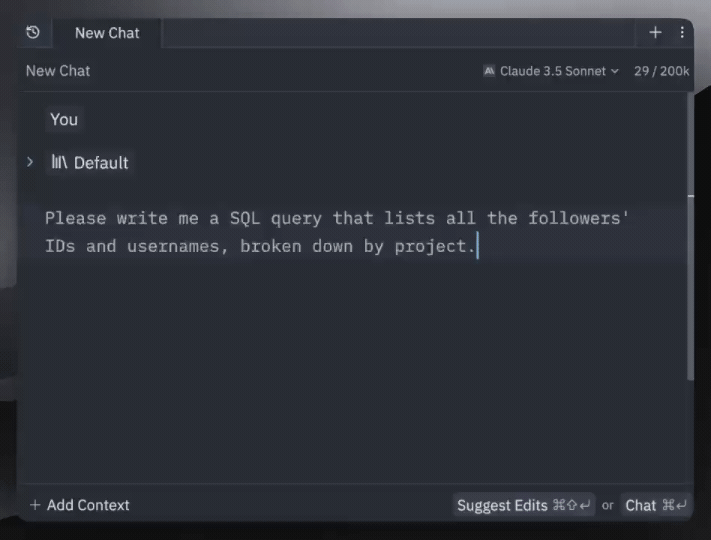 New Chat
New Chat
Claude 3.5 Sonnet 29 / 200k
You
Default
Please write me a SQL query that lists all the followers'
IDs and usernames, broken down by project.
+ Add Context
Suggest Edits ⌘⇧↵ or Chat ⌘↵